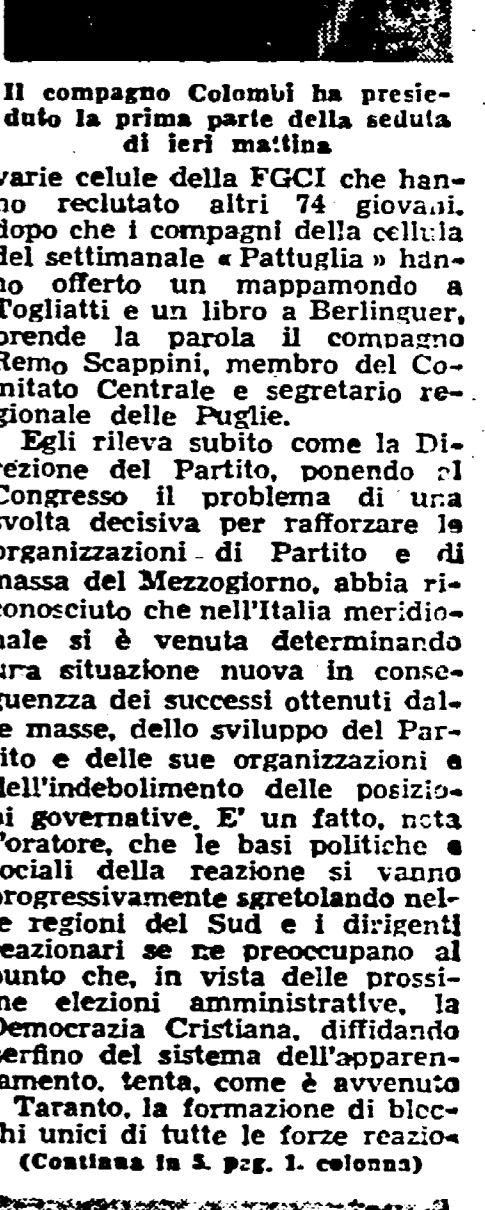 Il compagno Colombi ha presie-
duto la prima parte della seduta
di ieri mattina
varie celule della FGCI che han-
no reclutato altri 74 giovani.
dopo che i compagni della cellula
del settimanale « Pattuglia » han-
no offerto un mappamondo a
Togliatti e un libro a Berlinguer,
prende la parola il compagno
Remo Scappini, membro del Co-
mitato Centrale e segretario re-
gionale delle Puglie.
Egli rileva subito come la Di-
rezione del Partito, ponendo al
Congresso il problema di una
svolta decisiva per rafforzare le
organizzazioni di Partito e di
massa del Mezzogiorno, abbia ri-
conosciuto che nell'Italia meridio-
nale si è venuta determinando
una situazione nuova in conse-
guenzza dei successi ottenuti dal-
le masse, dello sviluppo del Par-
tito e delle sue organizzazioni e
dell'indebolimento delle posizio-
ni governative. E' un fatto, nota
l'oratore, che le basi politiche e
sociali della reazione si vanno
progressivamente sgretolando nel-
le regioni del Sud e i dirigenti
reazionari se ne preoccupano al
punto che, in vista delle prossi-
me elezioni amministrative, la
Democrazia Cristiana, diffidando
perfino del sistema dell'apparen-
tamento, tenta, come è avvenuto
Taranto, la formazione di bloc-
chi unici di tutte le forze reazio-
(Continua in 5. pag. 1. colonna)